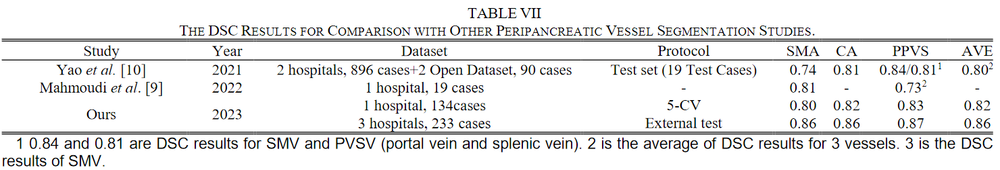 TABLE VII
THE DSC RESULTS FOR COMPARISON WITH OTHER PERIPANCREATIC VESSEL SEGMENTATION STUDIES.
Study Year Dataset Protocol SMA CA PPVS AVE
Yao et al. [10] 2021 2 hospitals, 896 cases+2 Open Dataset, 90 cases Test set (19 Test Cases) 0.74 0.81 0.84/0.81¹ 0.80²
Mahmoudi et al. [9] 2022 1 hospital, 19 cases - 0.81 - 0.73² -
Ours 2023 1 hospital, 134cases 5-CV 0.80 0.82 0.83 0.82
3 hospitals, 233 cases External test 0.86 0.86 0.87 0.86
1 0.84 and 0.81 are DSC results for SMV and PVSV (portal vein and splenic vein). 2 is the average of DSC results for 3 vessels. 3 is the DSC
results of SMV.